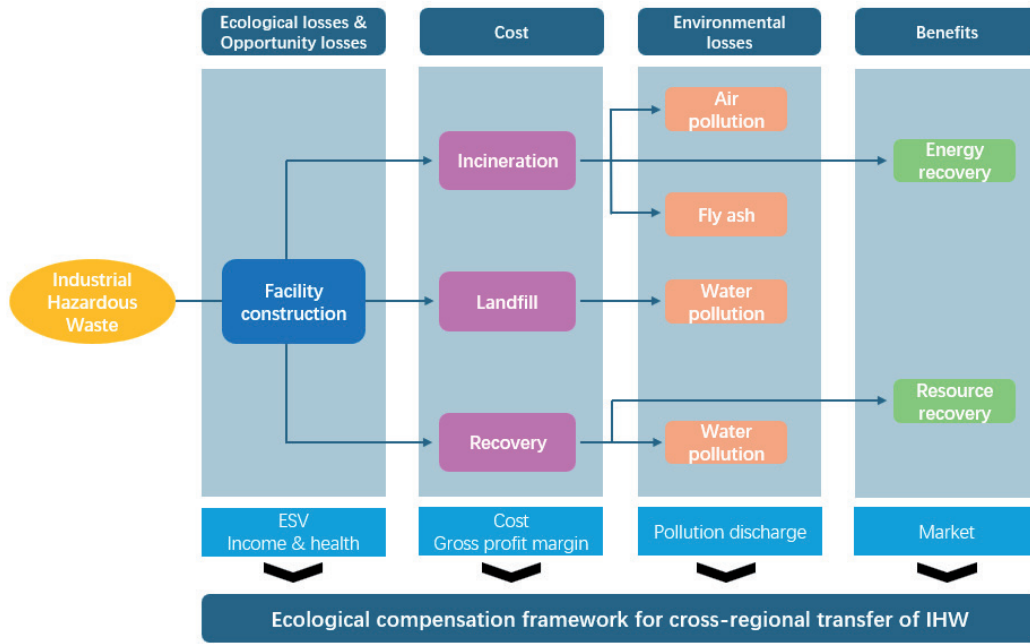 Ecological losses &
Opportunity losses
Cost
Environmental
losses
Benefits
Air
pollution
Incineration
Energy
recovery
Fly ash
Industrial
Hazardous
Waste
Facility
construction
Landfill
Water
pollution
Resource
recovery
Recovery
Water
pollution
ESV
Income & health
Cost
Gross profit margin
Pollution discharge
Market
Ecological compensation framework for cross-regional transfer of IHW